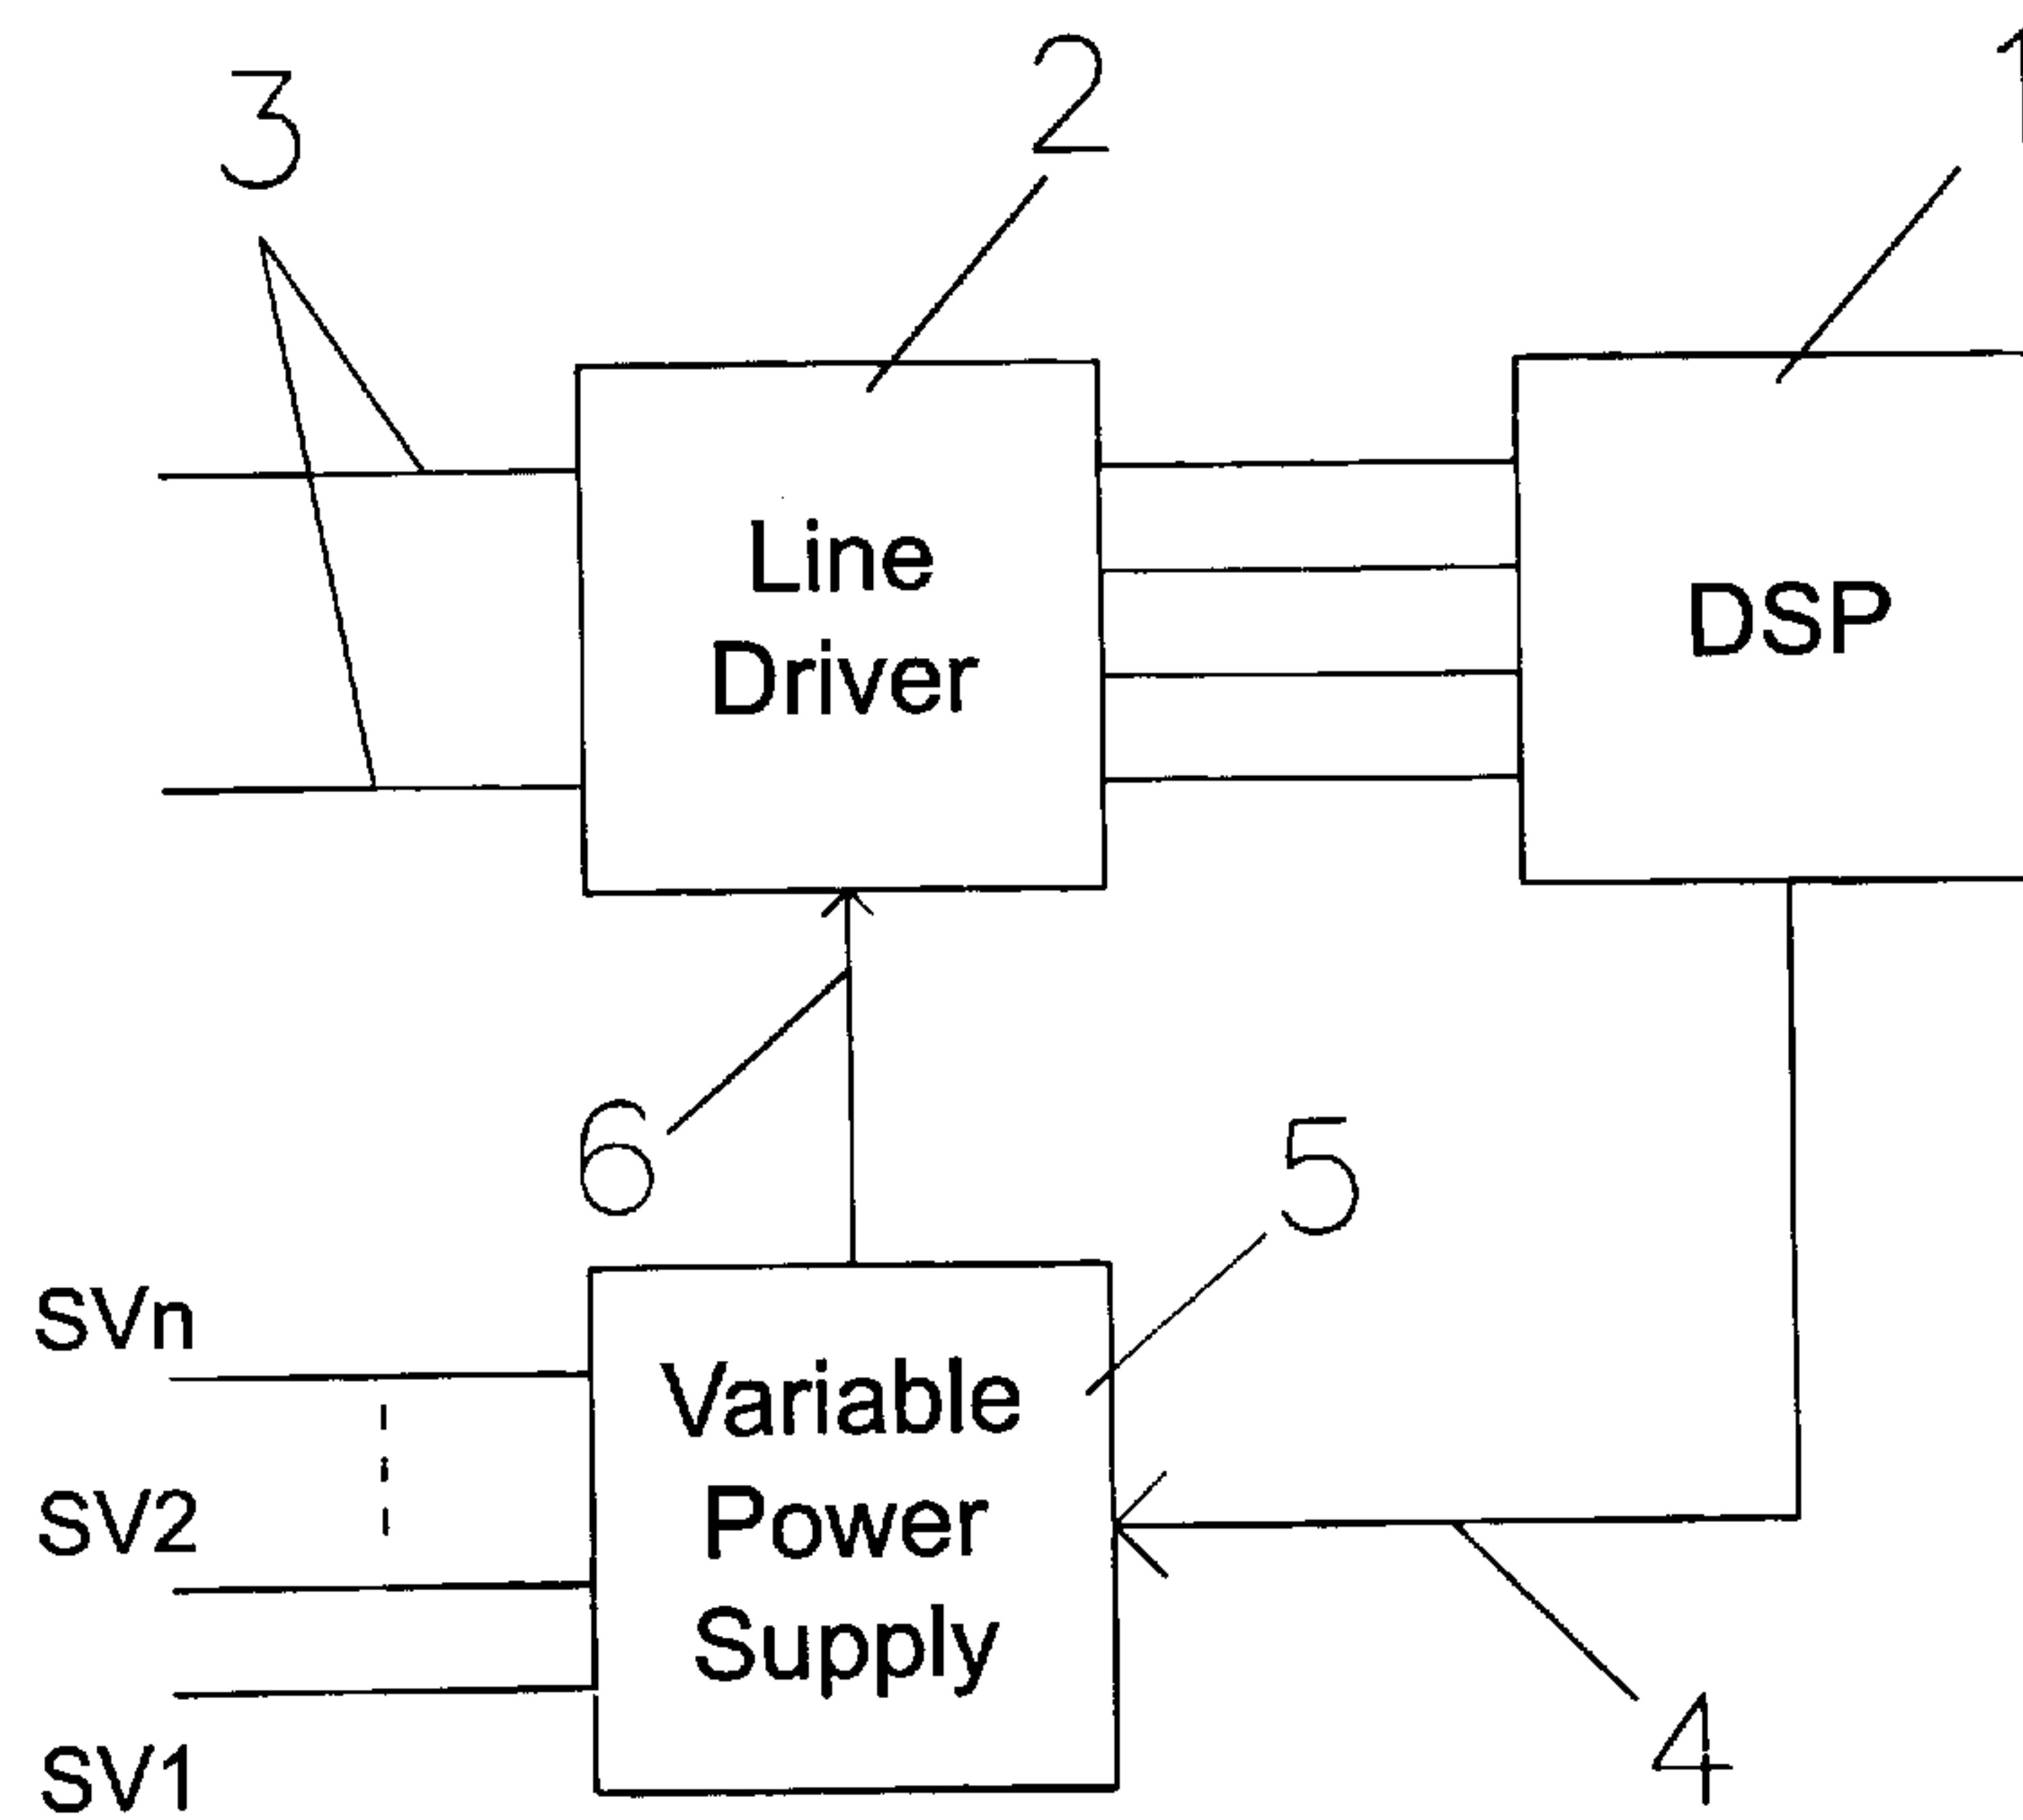 3
2
1
Line
Driver
DSP
6
5
SVn
Variable
SV2
Power
Supply
SV1
4